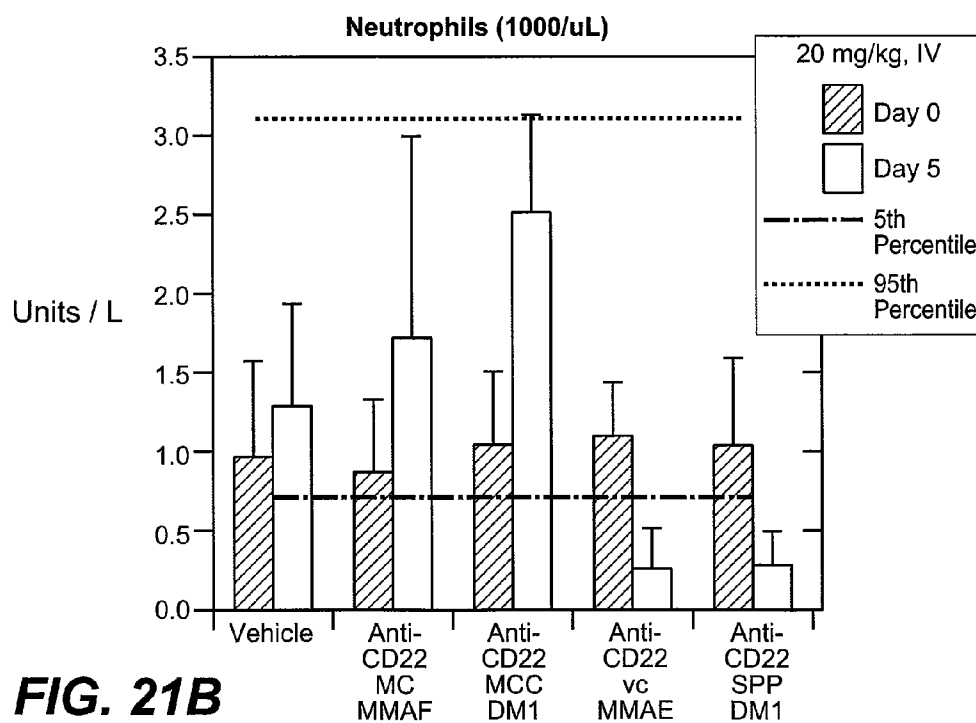 Neutrophils (1000/uL)
3.5
3.0
2.5
2.0
1.5
1.0
0.5
0.0
Units / L
20 mg/kg, IV
Day 0
Day 5
5th
Percentile
95th
Percentile
Vehicle
Anti-
CD22
MC
MMAF
Anti-
CD22
MCC
DM1
Anti-
CD22
vc
MMAE
Anti-
CD22
SPP
DM1
FIG. 21B